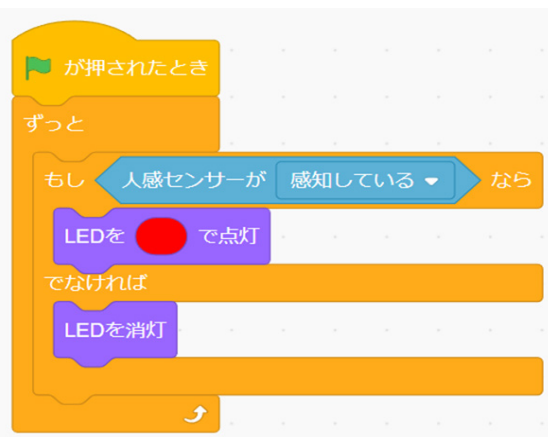 が押されたとき
ずっと
もし 人感センサーが 感知している なら
LEDを で点灯
でなければ
LEDを消灯